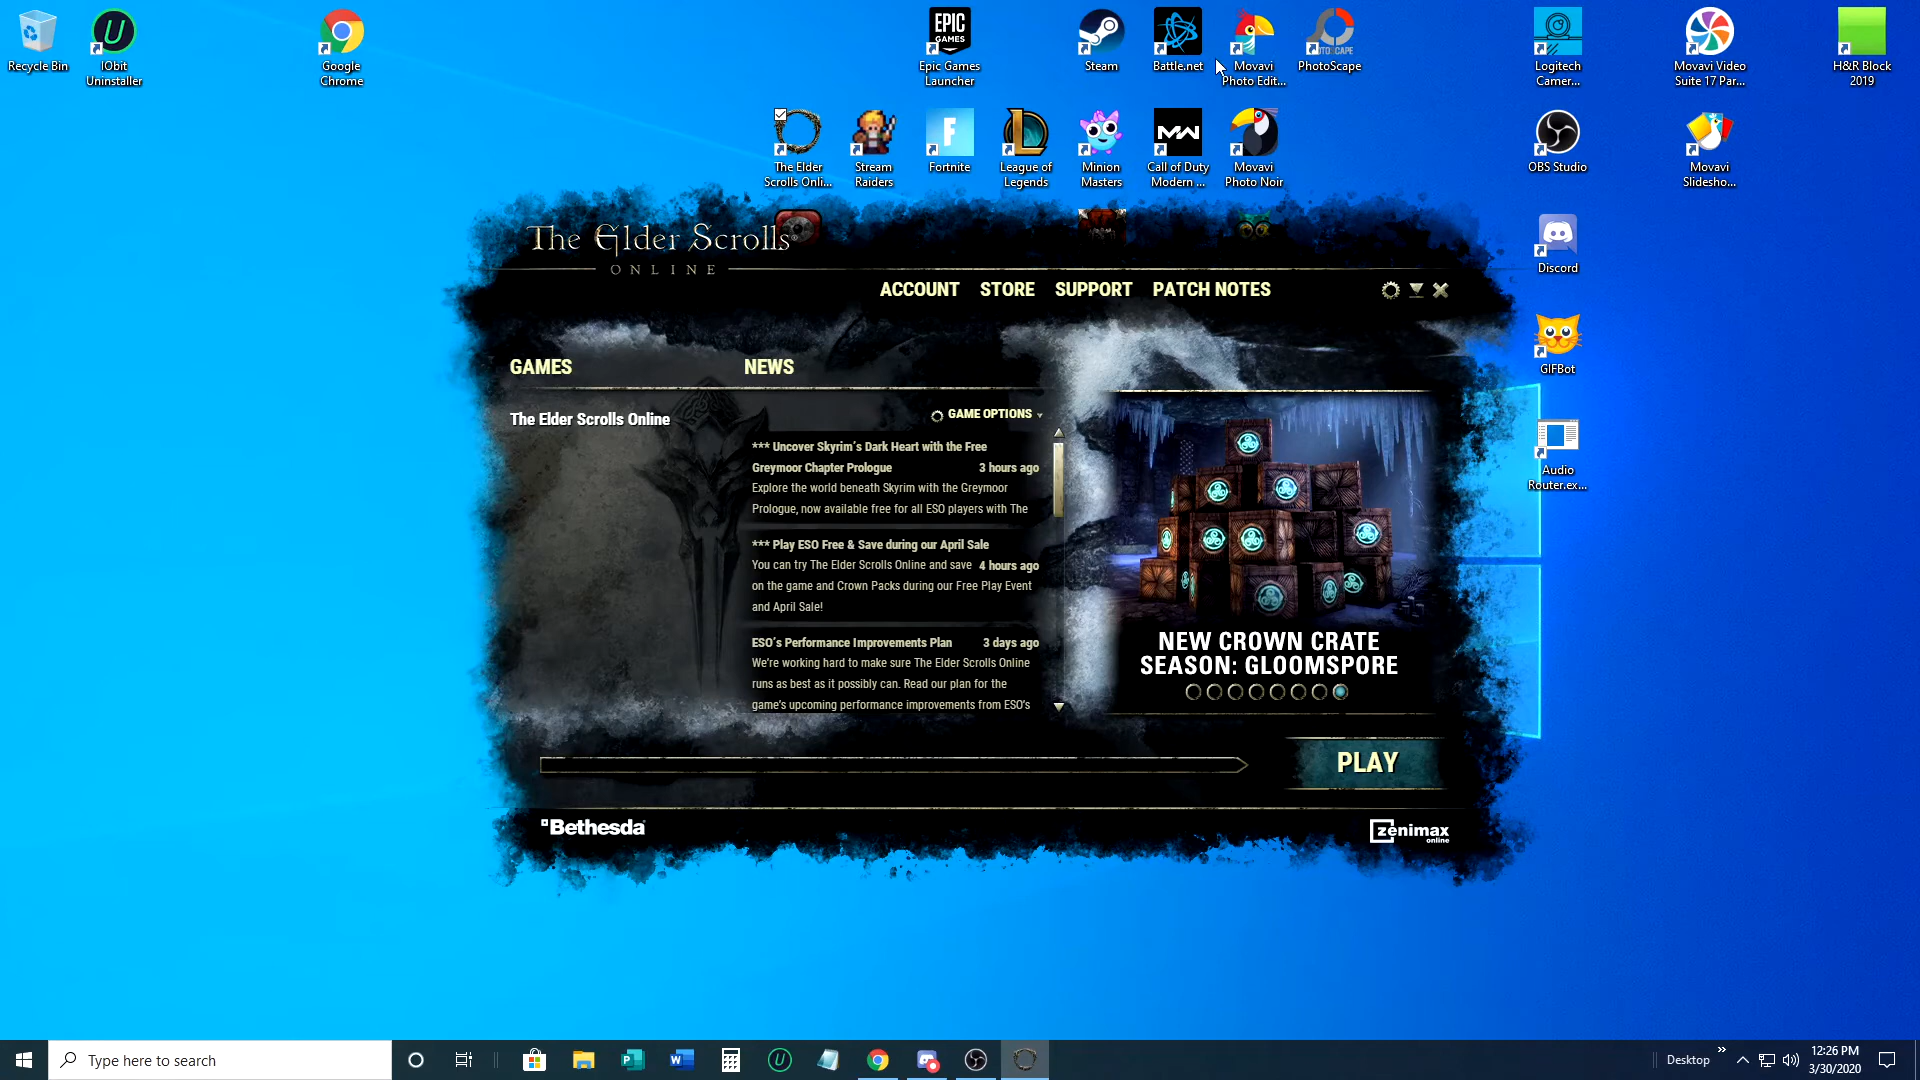 Recycle Bin
IObit
Uninstaller
Google
Chrome
EPIC
GAMES
Epic Games
Launcher
Steam
Battle.net
Movavi
Photo Edit...
PhotoScape
Logitech
Camer...
Movavi Video
Suite 17 Par...
H&R Block
2019
The Elder
Scrolls Onli...
Stream
Raiders
Fortnite
League of
Legends
Minion
Masters
MW
Call of Duty
Modern ...
Movavi
Photo Noir
OBS Studio
Movavi
Slidesho...
Discord
GIFBot
Audio
Router.ex...
The Elder Scrolls
ONLINE
ACCOUNT STORE SUPPORT PATCH NOTES
GAMES
NEWS
The Elder Scrolls Online
GAME OPTIONS
*** Uncover Skyrim's Dark Heart with the Free
Greymoor Chapter Prologue 3 hours ago
Explore the world beneath Skyrim with the Greymoor
Prologue, now available free for all ESO players with The
*** Play ESO Free & Save during our April Sale
You can try The Elder Scrolls Online and save 4 hours ago
on the game and Crown Packs during our Free Play Event
and April Sale!
ESO's Performance Improvements Plan 3 days ago
We're working hard to make sure The Elder Scrolls Online
runs as best as it possibly can. Read our plan for the
game's upcoming performance improvements from ESO's
NEW CROWN CRATE
SEASON: GLOOMSPORE
PLAY
Bethesda
zenimax
online
Type here to search
Desktop
12:26 PM
3/30/2020